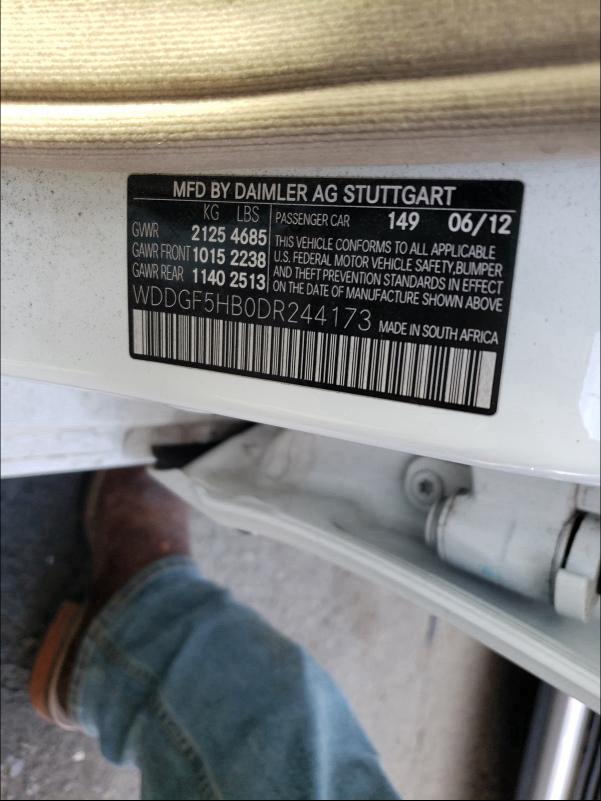 MFD BY DAIMLER AG STUTTGART
KG LBS
GVWR 2125 4685
GAWR FRONT 1015 2238
GAWR REAR 1140 2513
PASSENGER CAR 149 06/12
THIS VEHICLE CONFORMS TO ALL APPLICABLE
U.S. FEDERAL MOTOR VEHICLE SAFETY,BUMPER
AND THEFT PREVENTION STANDARDS IN EFFECT
ON THE DATE OF MANUFACTURE SHOWN ABOVE
WDDGF5HB0DR244173 MADE IN SOUTH AFRICA